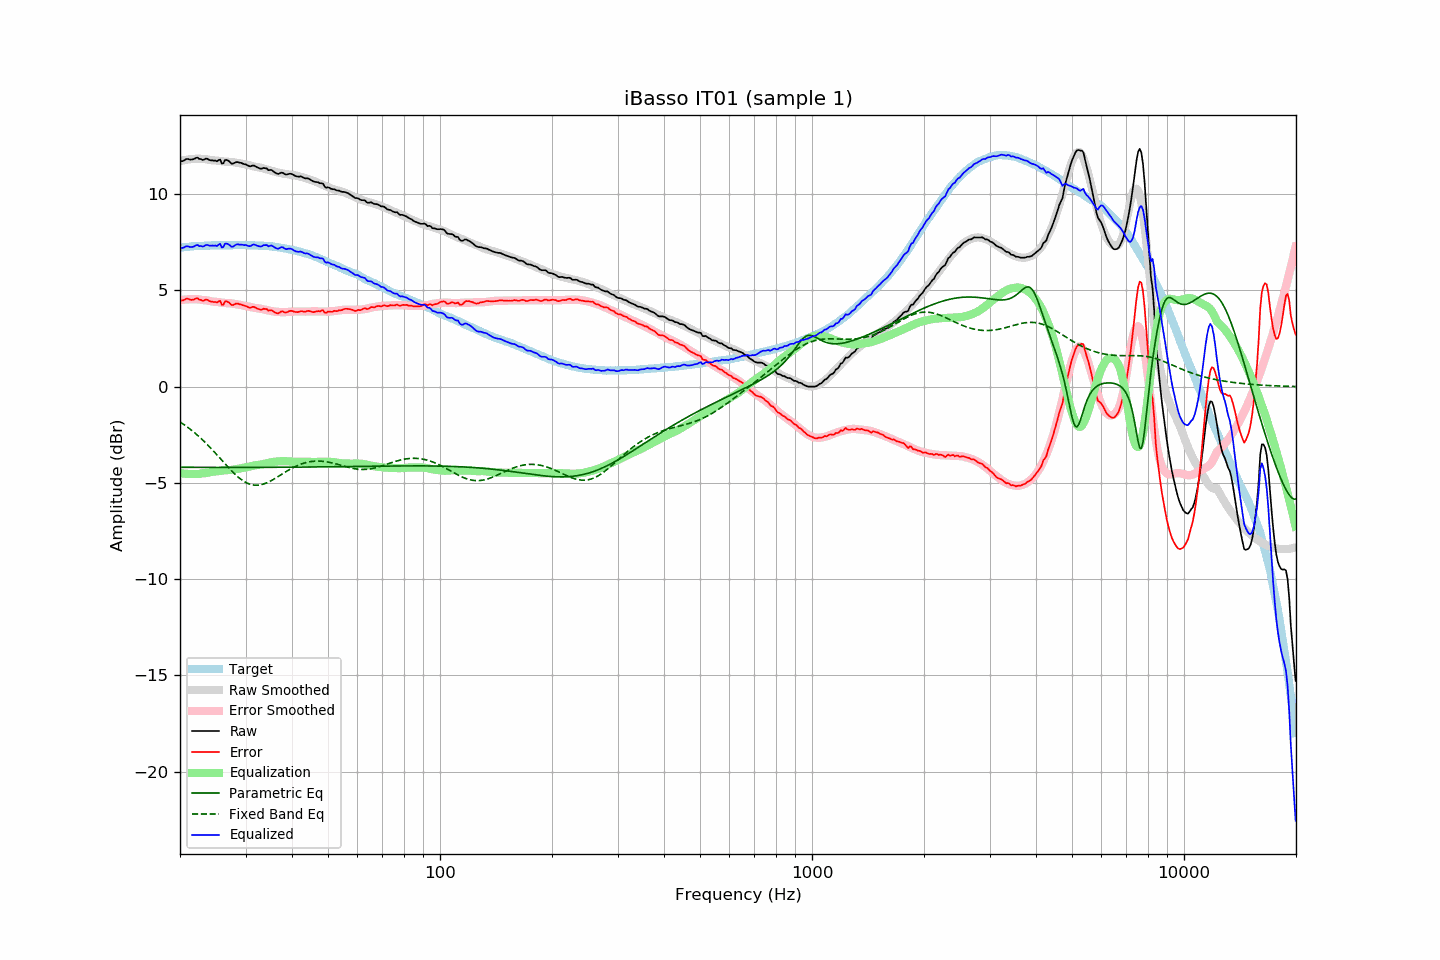 iBasso IT01 (sample 1)
10
5
0
−5
−10
−15
−20
Amplitude (dBr)
Target
Raw Smoothed
Error Smoothed
Raw
Error
Equalization
Parametric Eq
Fixed Band Eq
Equalized
100 1000 10000
Frequency (Hz)